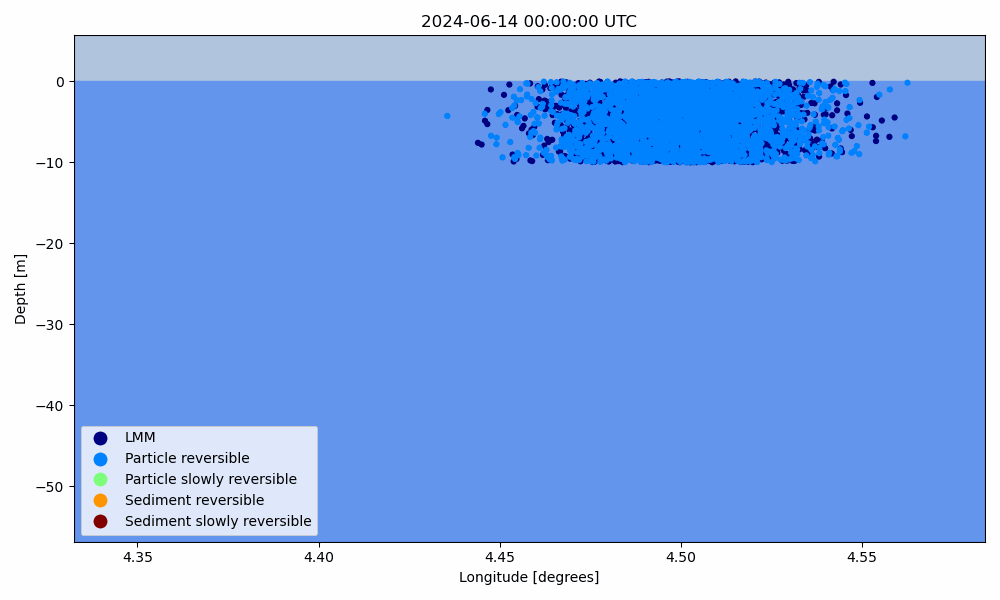 2024-06-14 00:00:00 UTC
0
−10
−20
−30
−40
−50
Depth [m]
LMM
Particle reversible
Particle slowly reversible
Sediment reversible
Sediment slowly reversible
4.35 4.40 4.45 4.50 4.55
Longitude [degrees]